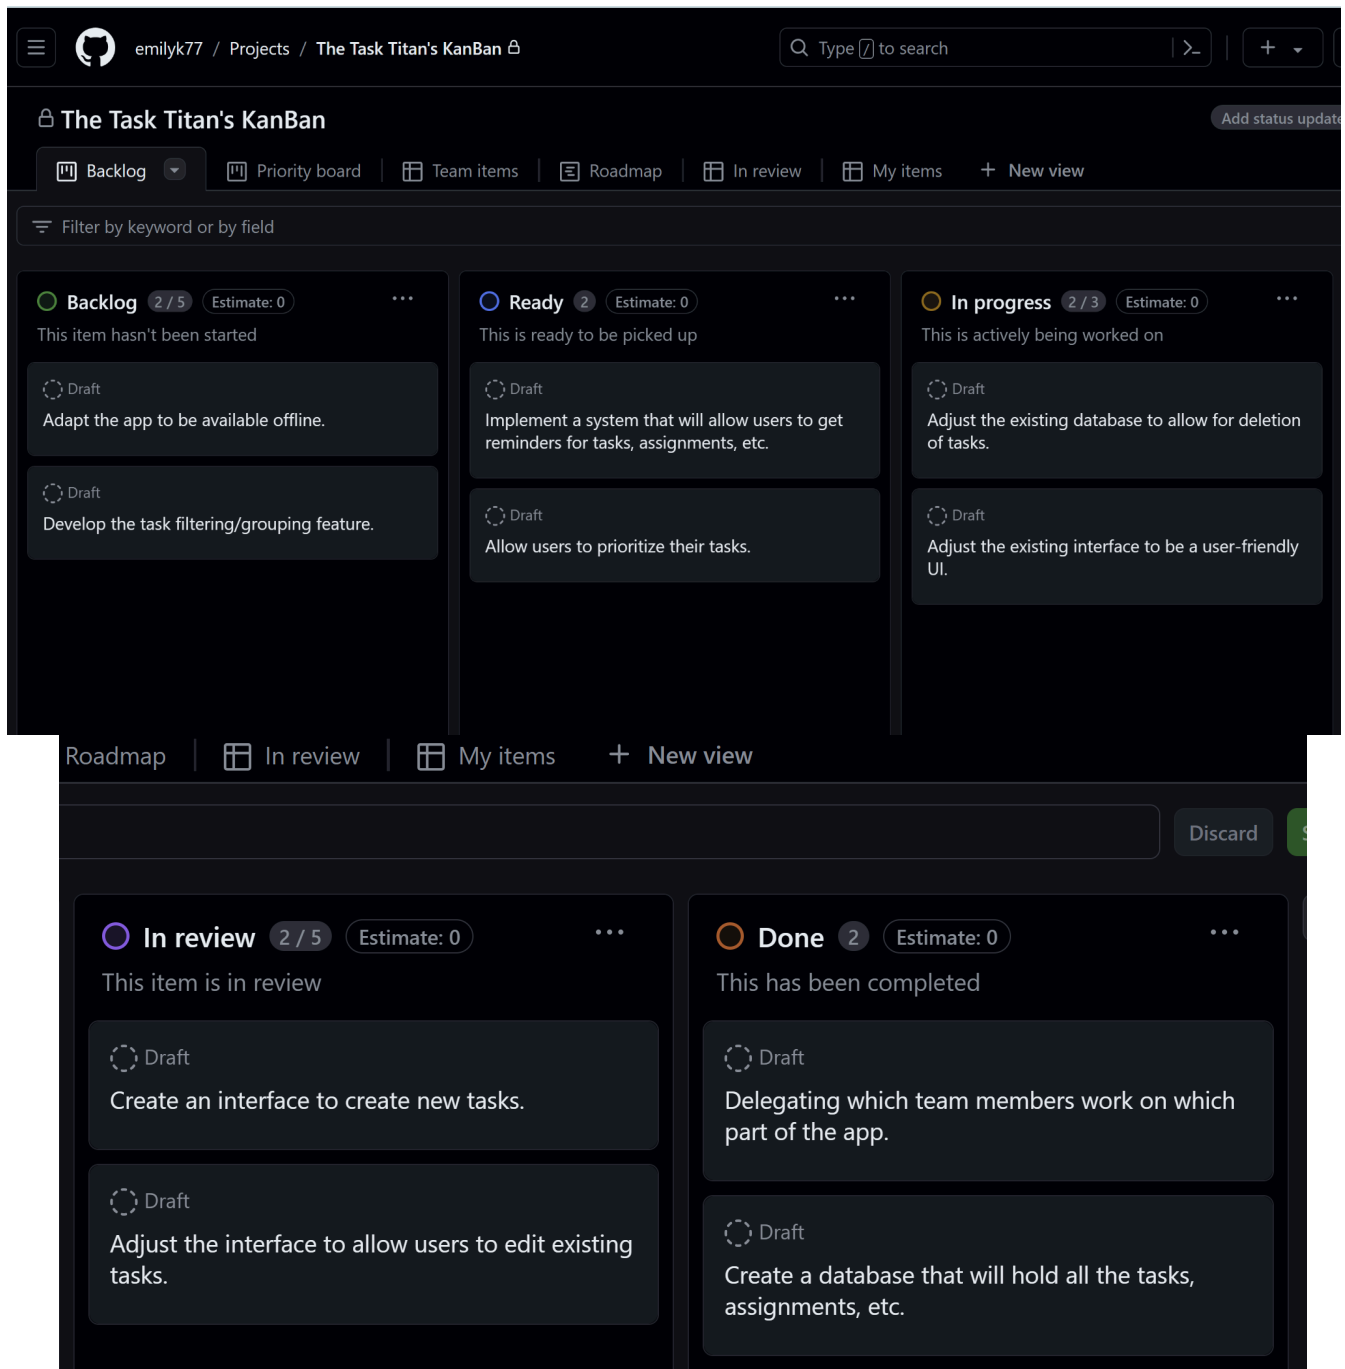 emilyk77 / Projects / The Task Titan's KanBan
Type / to search
The Task Titan's KanBan
Add status update
Backlog
Priority board
Team items
Roadmap
In review
My items
+ New view
Filter by keyword or by field
Backlog 2 / 5 Estimate: 0
This item hasn't been started
Draft
Adapt the app to be available offline.
Draft
Develop the task filtering/grouping feature.
Ready 2 Estimate: 0
This is ready to be picked up
Draft
Implement a system that will allow users to get
reminders for tasks, assignments, etc.
Draft
Allow users to prioritize their tasks.
In progress 2 / 3 Estimate: 0
This is actively being worked on
Draft
Adjust the existing database to allow for deletion
of tasks.
Draft
Adjust the existing interface to be a user-friendly
UI.
Roadmap
In review
My items
+ New view
Discard
In review 2 / 5 Estimate: 0
This item is in review
Draft
Create an interface to create new tasks.
Draft
Adjust the interface to allow users to edit existing
tasks.
Done 2 Estimate: 0
This has been completed
Draft
Delegating which team members work on which
part of the app.
Draft
Create a database that will hold all the tasks,
assignments, etc.